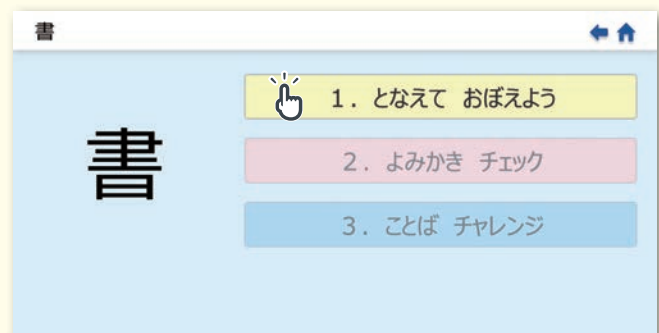 書
書
1. となえて おぼえよう
2. よみかき チェック
3. ことば チャレンジ